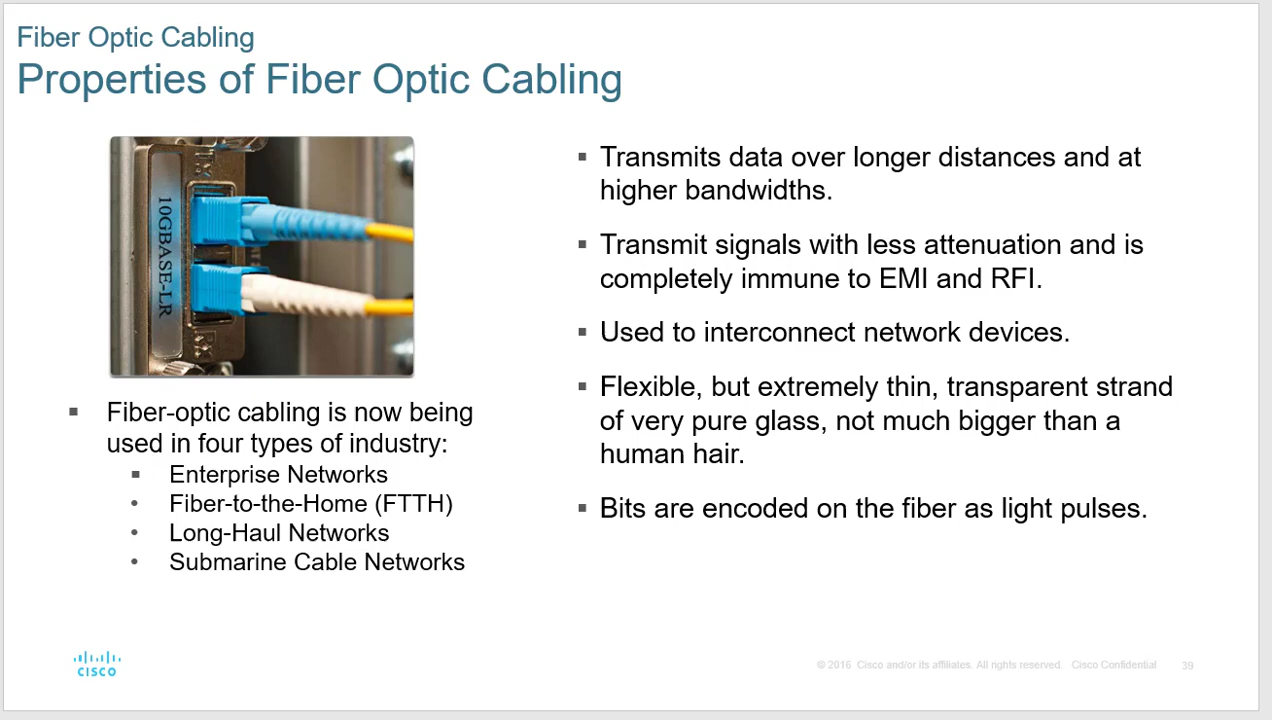 Fiber Optic Cabling
Properties of Fiber Optic Cabling
10GBASE-LR
▪ Fiber-optic cabling is now being
used in four types of industry:
▪ Enterprise Networks
• Fiber-to-the-Home (FTTH)
• Long-Haul Networks
• Submarine Cable Networks
▪ Transmits data over longer distances and at
higher bandwidths.
▪ Transmit signals with less attenuation and is
completely immune to EMI and RFI.
▪ Used to interconnect network devices.
▪ Flexible, but extremely thin, transparent strand
of very pure glass, not much bigger than a
human hair.
▪ Bits are encoded on the fiber as light pulses.
CISCO
© 2016 Cisco and/or its affiliates. All rights reserved. Cisco Confidential 39